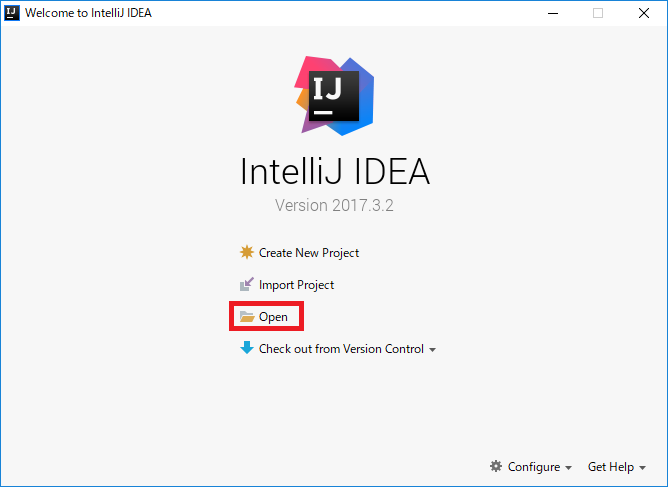 Welcome to IntelliJ IDEA
IJ
IntelliJ IDEA
Version 2017.3.2
Create New Project
Import Project
Open
Check out from Version Control
Configure Get Help